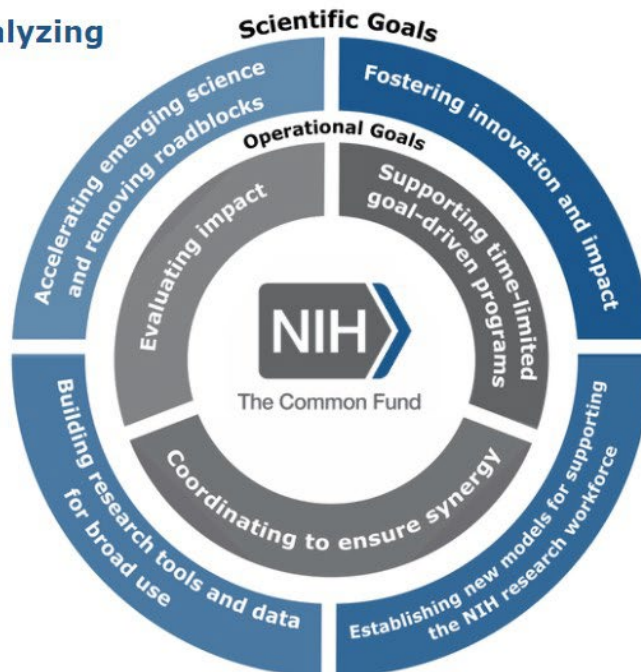 Scientific Goals
Accelerating emerging science
and removing roadblocks
Fostering innovation and impact
Operational Goals
Evaluating impact
Supporting time-limited
goal-driven programs
NIH
The Common Fund
Coordinating to ensure synergy
Building research tools and data
for broad use
Establishing new models for supporting
the NIH research workforce